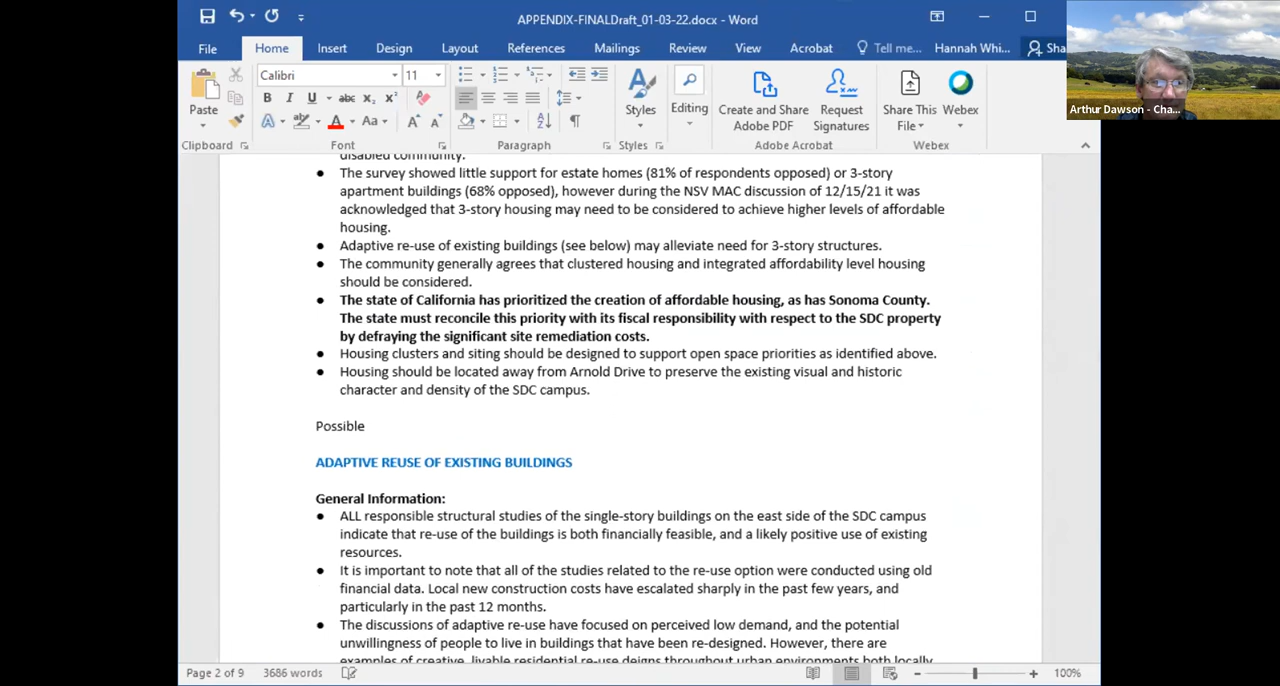 APPENDIX-FINALDraft_01-03-22.docx - Word
File Home Insert Design Layout References Mailings Review View Acrobat Tell me... Hannah Whi... Sha
Arthur Dawson - Cha...
Calibri 11
Paste
Styles
Editing
Create and Share Adobe PDF
Request Signatures
Share This File
Webex
Clipboard Font Paragraph Styles Adobe Acrobat Webex
disabled community.
● The survey showed little support for estate homes (81% of respondents opposed) or 3-story
apartment buildings (68% opposed), however during the NSV MAC discussion of 12/15/21 it was
acknowledged that 3-story housing may need to be considered to achieve higher levels of affordable
housing.
● Adaptive re-use of existing buildings (see below) may alleviate need for 3-story structures.
● The community generally agrees that clustered housing and integrated affordability level housing
should be considered.
● The state of California has prioritized the creation of affordable housing, as has Sonoma County.
The state must reconcile this priority with its fiscal responsibility with respect to the SDC property
by defraying the significant site remediation costs.
● Housing clusters and siting should be designed to support open space priorities as identified above.
● Housing should be located away from Arnold Drive to preserve the existing visual and historic
character and density of the SDC campus.
Possible
ADAPTIVE REUSE OF EXISTING BUILDINGS
General Information:
● ALL responsible structural studies of the single-story buildings on the east side of the SDC campus
indicate that re-use of the buildings is both financially feasible, and a likely positive use of existing
resources.
● It is important to note that all of the studies related to the re-use option were conducted using old
financial data. Local new construction costs have escalated sharply in the past few years, and
particularly in the past 12 months.
● The discussions of adaptive re-use have focused on perceived low demand, and the potential
unwillingness of people to live in buildings that have been re-designed. However, there are
examples of creative, livable residential re-use deigns throughout urban environments both locally
Page 2 of 9 3686 words 100%